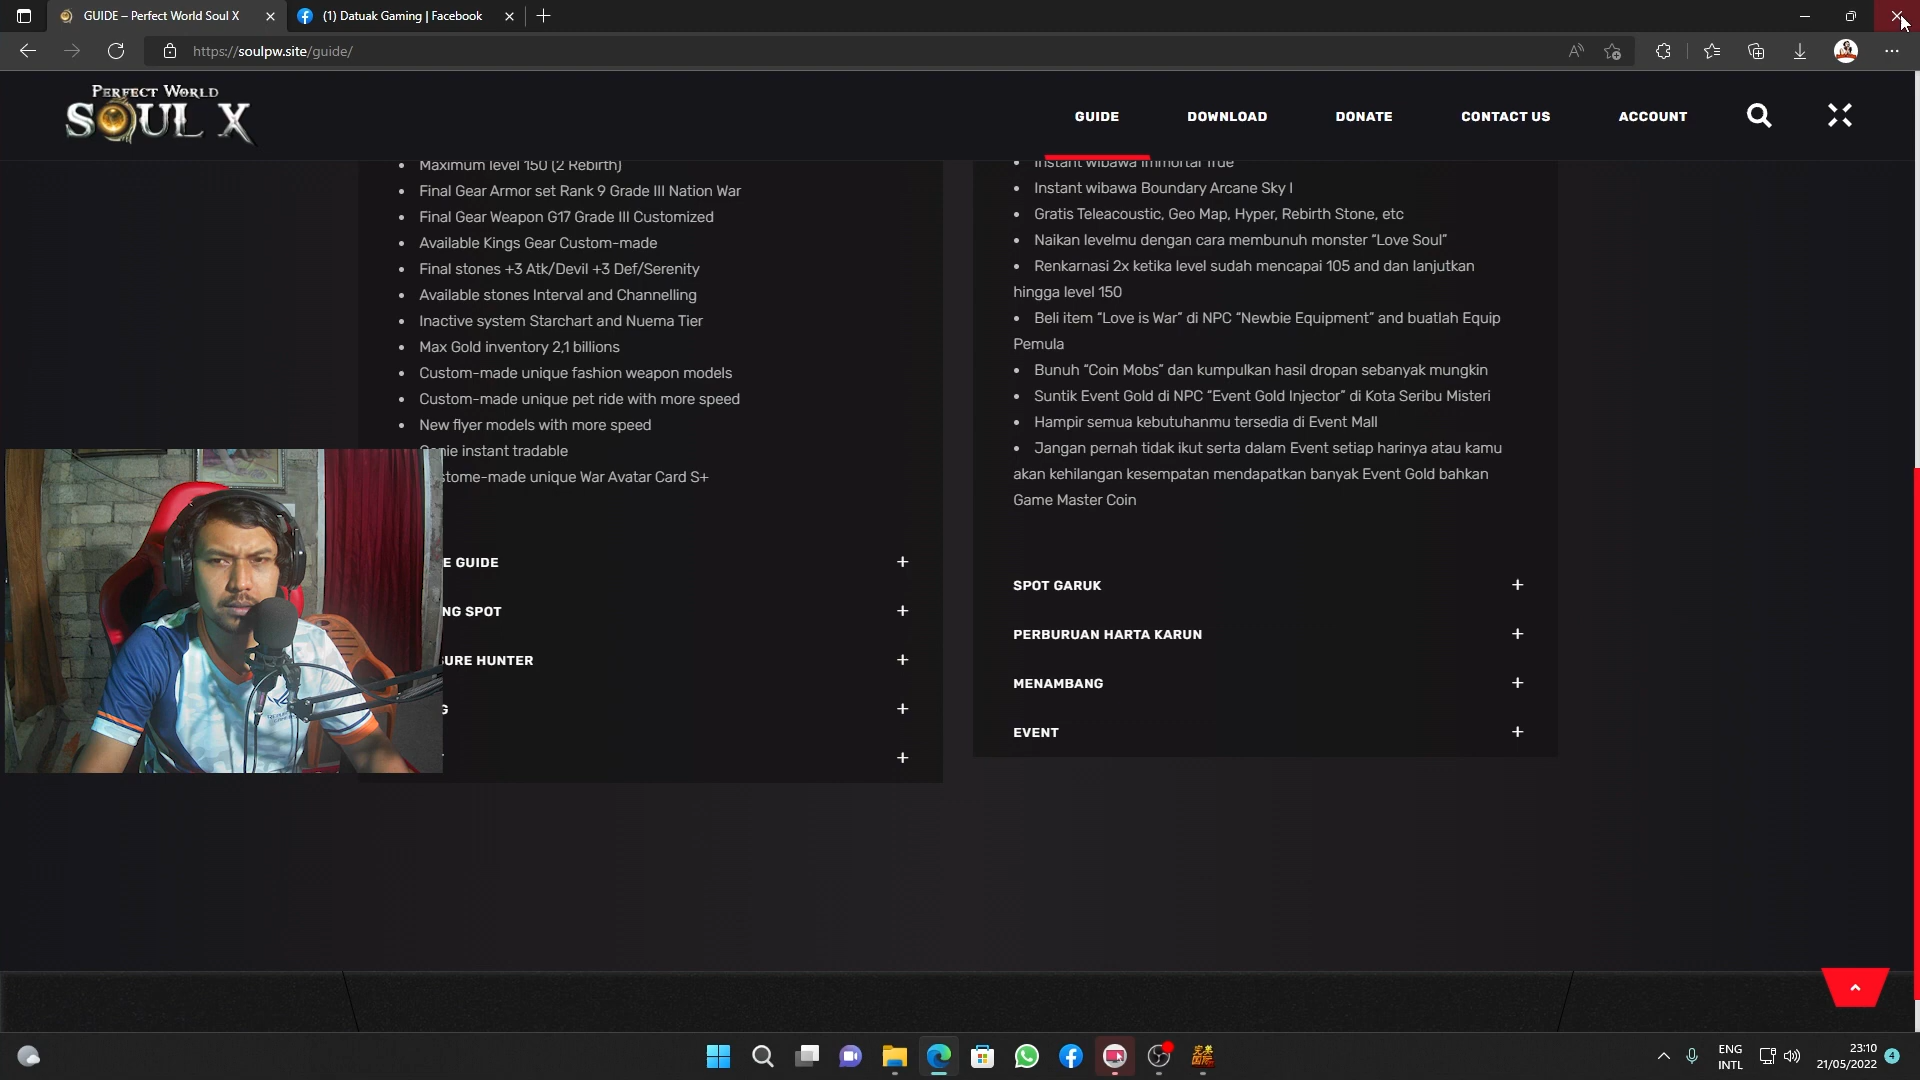 GUIDE – Perfect World Soul X
(1) Datuak Gaming | Facebook
https://soulpw.site/guide/
PERFECT WORLD
SOUL X
GUIDE
DOWNLOAD
DONATE
CONTACT US
ACCOUNT
• Maximum level 150 (2 Rebirth)
• Final Gear Armor set Rank 9 Grade III Nation War
• Final Gear Weapon G17 Grade III Customized
• Available Kings Gear Custom-made
• Final stones +3 Atk/Devil +3 Def/Serenity
• Available stones Interval and Channelling
• Inactive system Starchart and Nuema Tier
• Max Gold inventory 2,1 billions
• Custom-made unique fashion weapon models
• Custom-made unique pet ride with more speed
• New flyer models with more speed
Genie instant tradable
stome-made unique War Avatar Card S+
E GUIDE
NG SPOT
SURE HUNTER
G
• Instant wibawa Immortal True
• Instant wibawa Boundary Arcane Sky I
• Gratis Teleacoustic, Geo Map, Hyper, Rebirth Stone, etc
• Naikan levelmu dengan cara membunuh monster “Love Soul”
• Renkarnasi 2x ketika level sudah mencapai 105 and dan lanjutkan
hingga level 150
• Beli item “Love is War” di NPC “Newbie Equipment” and buatlah Equip
Pemula
• Bunuh “Coin Mobs” dan kumpulkan hasil dropan sebanyak mungkin
• Suntik Event Gold di NPC “Event Gold Injector” di Kota Seribu Misteri
• Hampir semua kebutuhanmu tersedia di Event Mall
• Jangan pernah tidak ikut serta dalam Event setiap harinya atau kamu
akan kehilangan kesempatan mendapatkan banyak Event Gold bahkan
Game Master Coin
SPOT GARUK
PERBURUAN HARTA KARUN
MENAMBANG
EVENT
完美
国际
ENG
INTL
23:10
21/05/2022
4